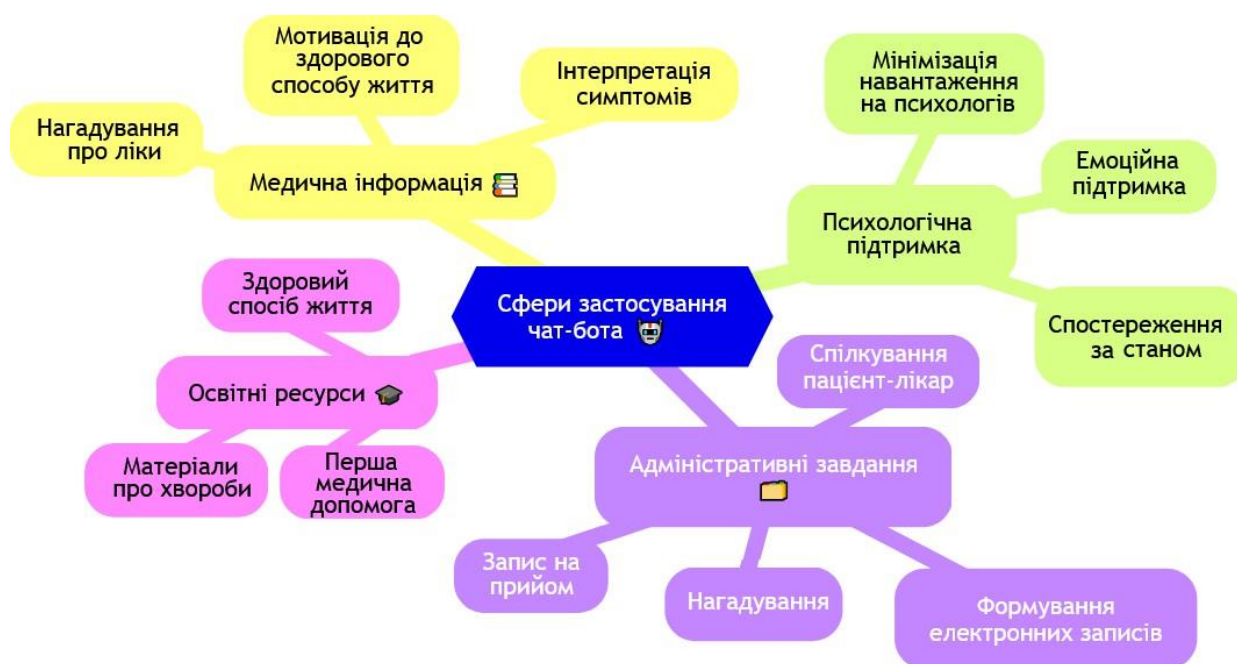 Мотивація до
здорового
способу життя
Інтерпретація
симптомів
Нагадування
про ліки
Медична інформація
Мінімізація
навантаження
на психологів
Емоційна
підтримка
Психологічна
підтримка
Спостереження
за станом
Сфери застосування
чат-бота
Здоровий
спосіб життя
Освітні ресурси
Матеріали
про хвороби
Перша
медична
допомога
Спілкування
пацієнт-лікар
Адміністративні завдання
Запис на
прийом
Нагадування
Формування
електронних записів